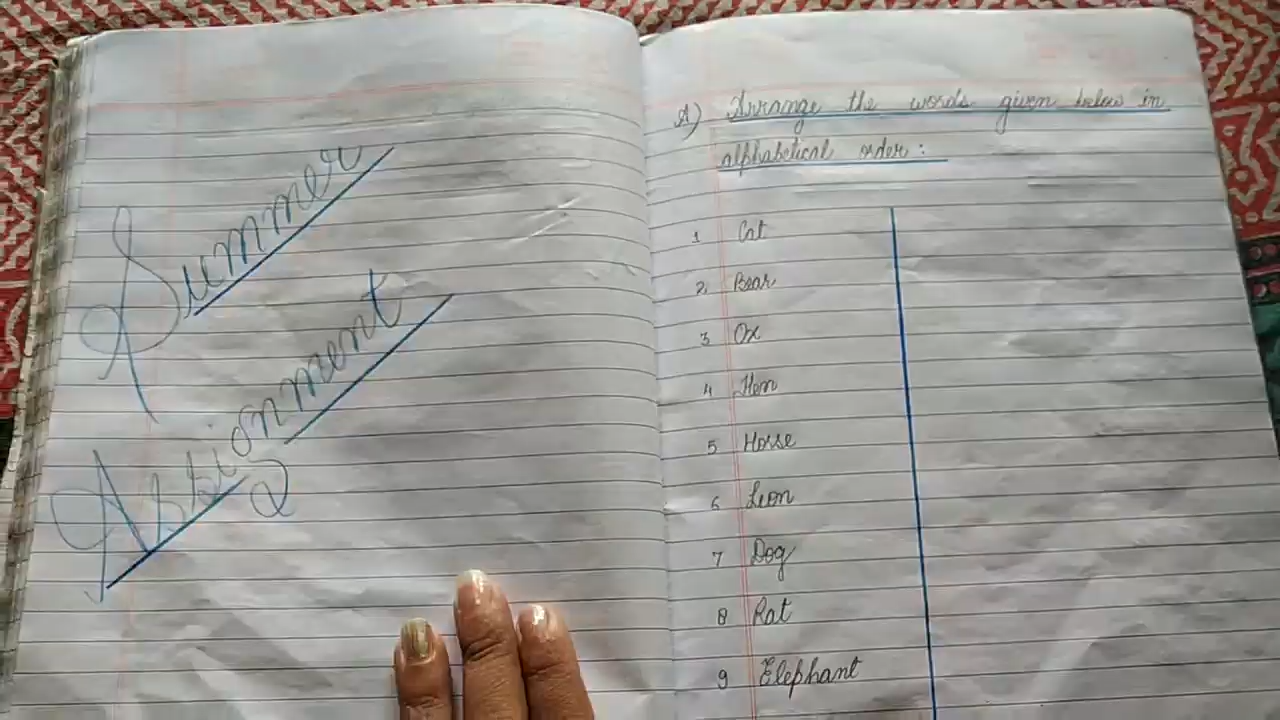 Summer
Assignment
A) Arrange the words given below in
alphabetical order :
1 Cat
2. Bear
3 Ox
4 Hen
5 Horse
6 Leon
7 Dog
8 Rat
9 Elephant